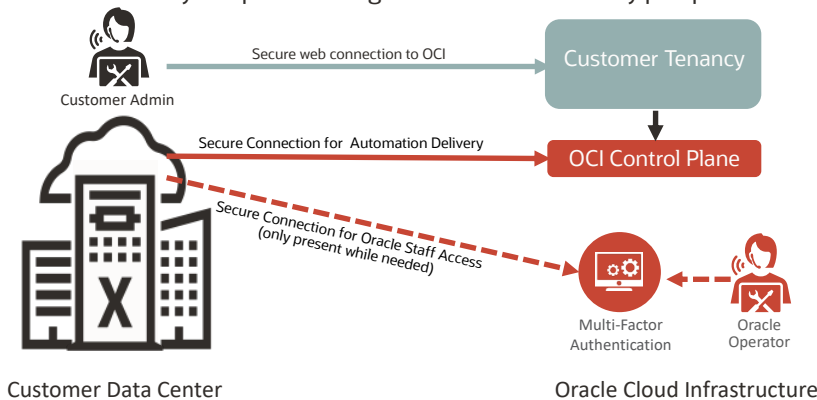 Secure web connection to OCI
Customer Tenancy
Customer Admin
Secure Connection for Automation Delivery
OCI Control Plane
Secure Connection for Oracle Staff Access
(only present while needed)
X
Multi-Factor
Authentication
Oracle
Operator
Customer Data Center
Oracle Cloud Infrastructure